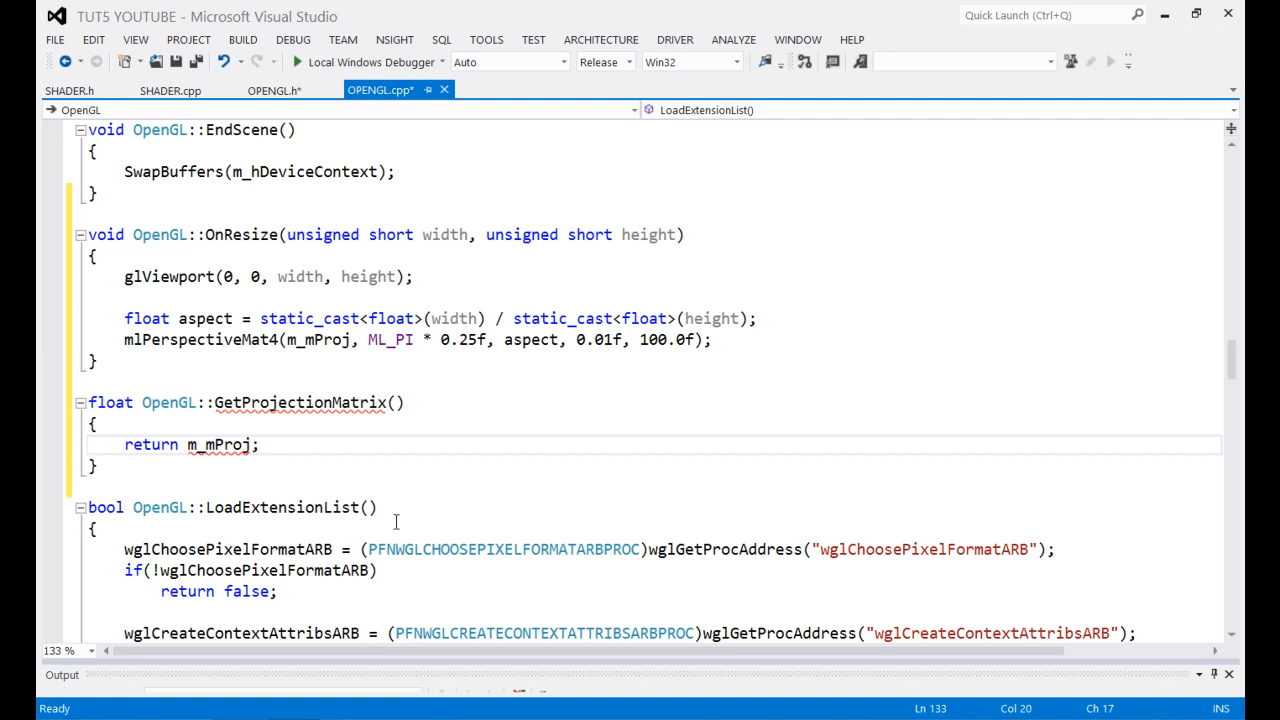 TUT5 YOUTUBE - Microsoft Visual Studio
Quick Launch (Ctrl+Q)
FILE EDIT VIEW PROJECT BUILD DEBUG TEAM NSIGHT SQL TOOLS TEST ARCHITECTURE DRIVER ANALYZE WINDOW HELP
Local Windows Debugger Auto Release Win32
SHADER.h SHADER.cpp OPENGL.h* OPENGL.cpp*
OpenGL LoadExtensionList()
void OpenGL::EndScene()
{
SwapBuffers(m_hDeviceContext);
}
void OpenGL::OnResize(unsigned short width, unsigned short height)
{
glViewport(0, 0, width, height);
float aspect = static_cast<float>(width) / static_cast<float>(height);
mlPerspectiveMat4(m_mProj, ML_PI * 0.25f, aspect, 0.01f, 100.0f);
}
float OpenGL::GetProjectionMatrix()
{
return m_mProj;
}
bool OpenGL::LoadExtensionList()
{
wglChoosePixelFormatARB = (PFNWGLCHOOSEPIXELFORMATARBPROC)wglGetProcAddress("wglChoosePixelFormatARB");
if(!wglChoosePixelFormatARB)
return false;
wglCreateContextAttribsARB = (PFNWGLCREATECONTEXTATTRIBSARBPROC)wglGetProcAddress("wglCreateContextAttribsARB");
133 %
Output
Ready Ln 133 Col 20 Ch 17 INS